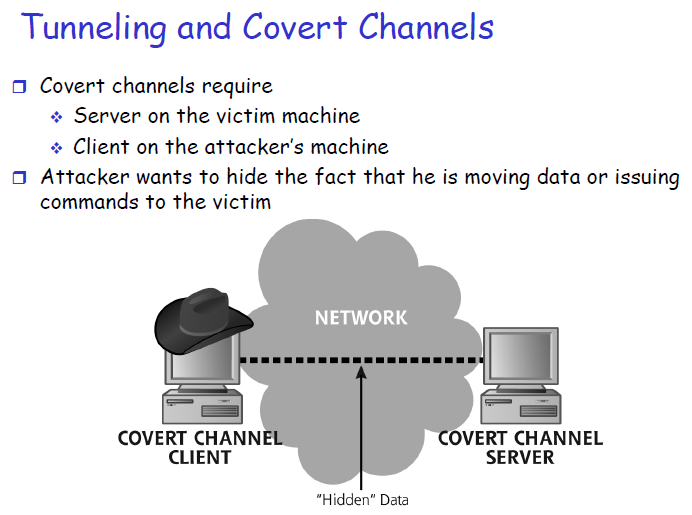 Tunneling and Covert Channels
Covert channels require
Server on the victim machine
Client on the attacker's machine
Attacker wants to hide the fact that he is moving data or issuing
commands to the victim
NETWORK
COVERT CHANNEL
CLIENT
COVERT CHANNEL
SERVER
"Hidden" Data